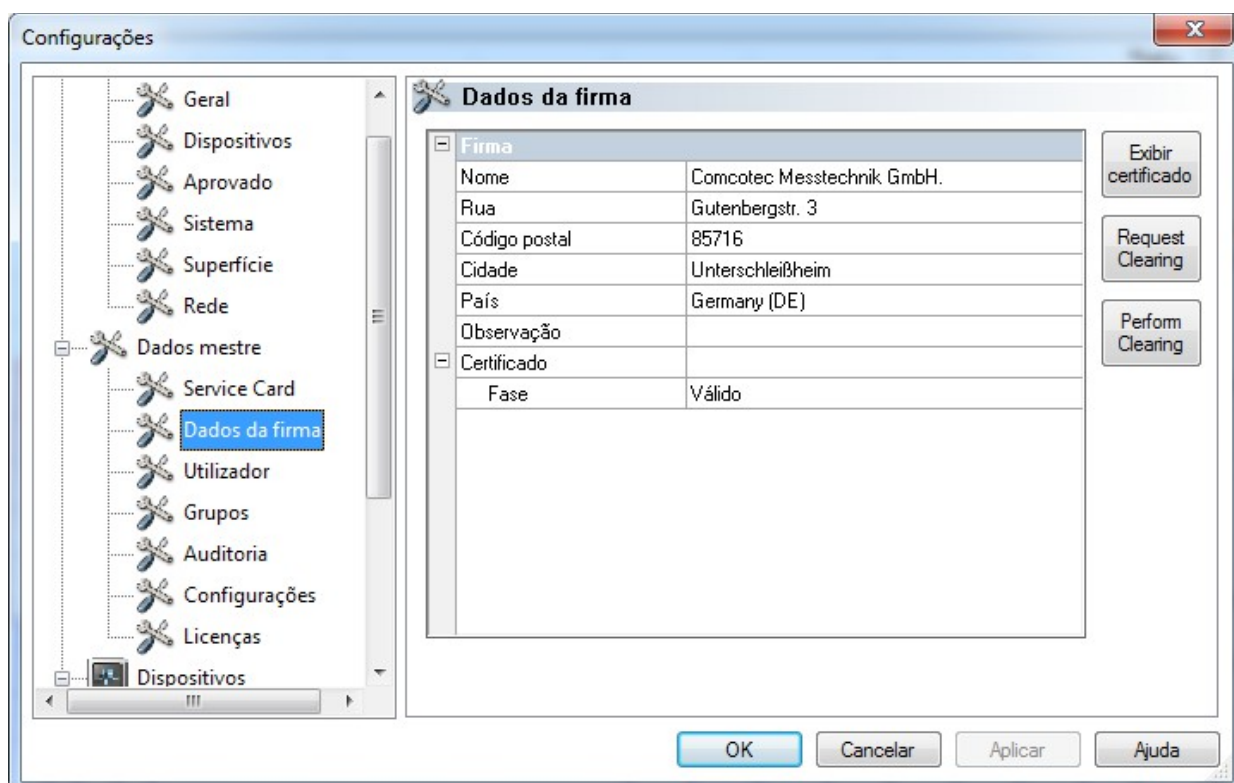 Configurações
Geral
Dispositivos
Aprovado
Sistema
Superfície
Rede
Dados mestre
Service Card
Dados da firma
Utilizador
Grupos
Auditoria
Configurações
Licenças
Dispositivos
Dados da firma
Firma
Nome Comcotec Messtechnik GmbH.
Rua Gutenbergstr. 3
Código postal 85716
Cidade Unterschleißheim
País Germany (DE)
Observação
Certificado
Fase Válido
Exibir
certificado
Request
Clearing
Perform
Clearing
OK Cancelar Aplicar Ajuda